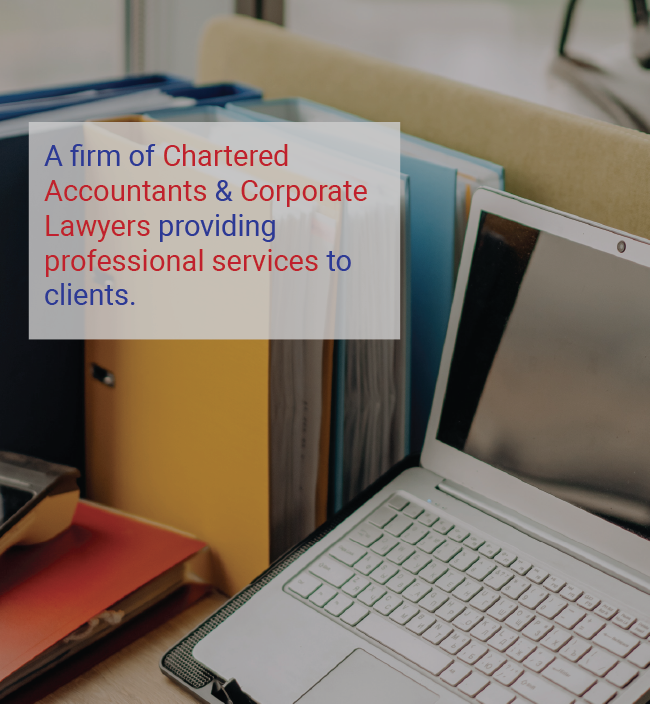 A firm of Chartered
Accountants & Corporate
Lawyers providing
professional services to
clients.